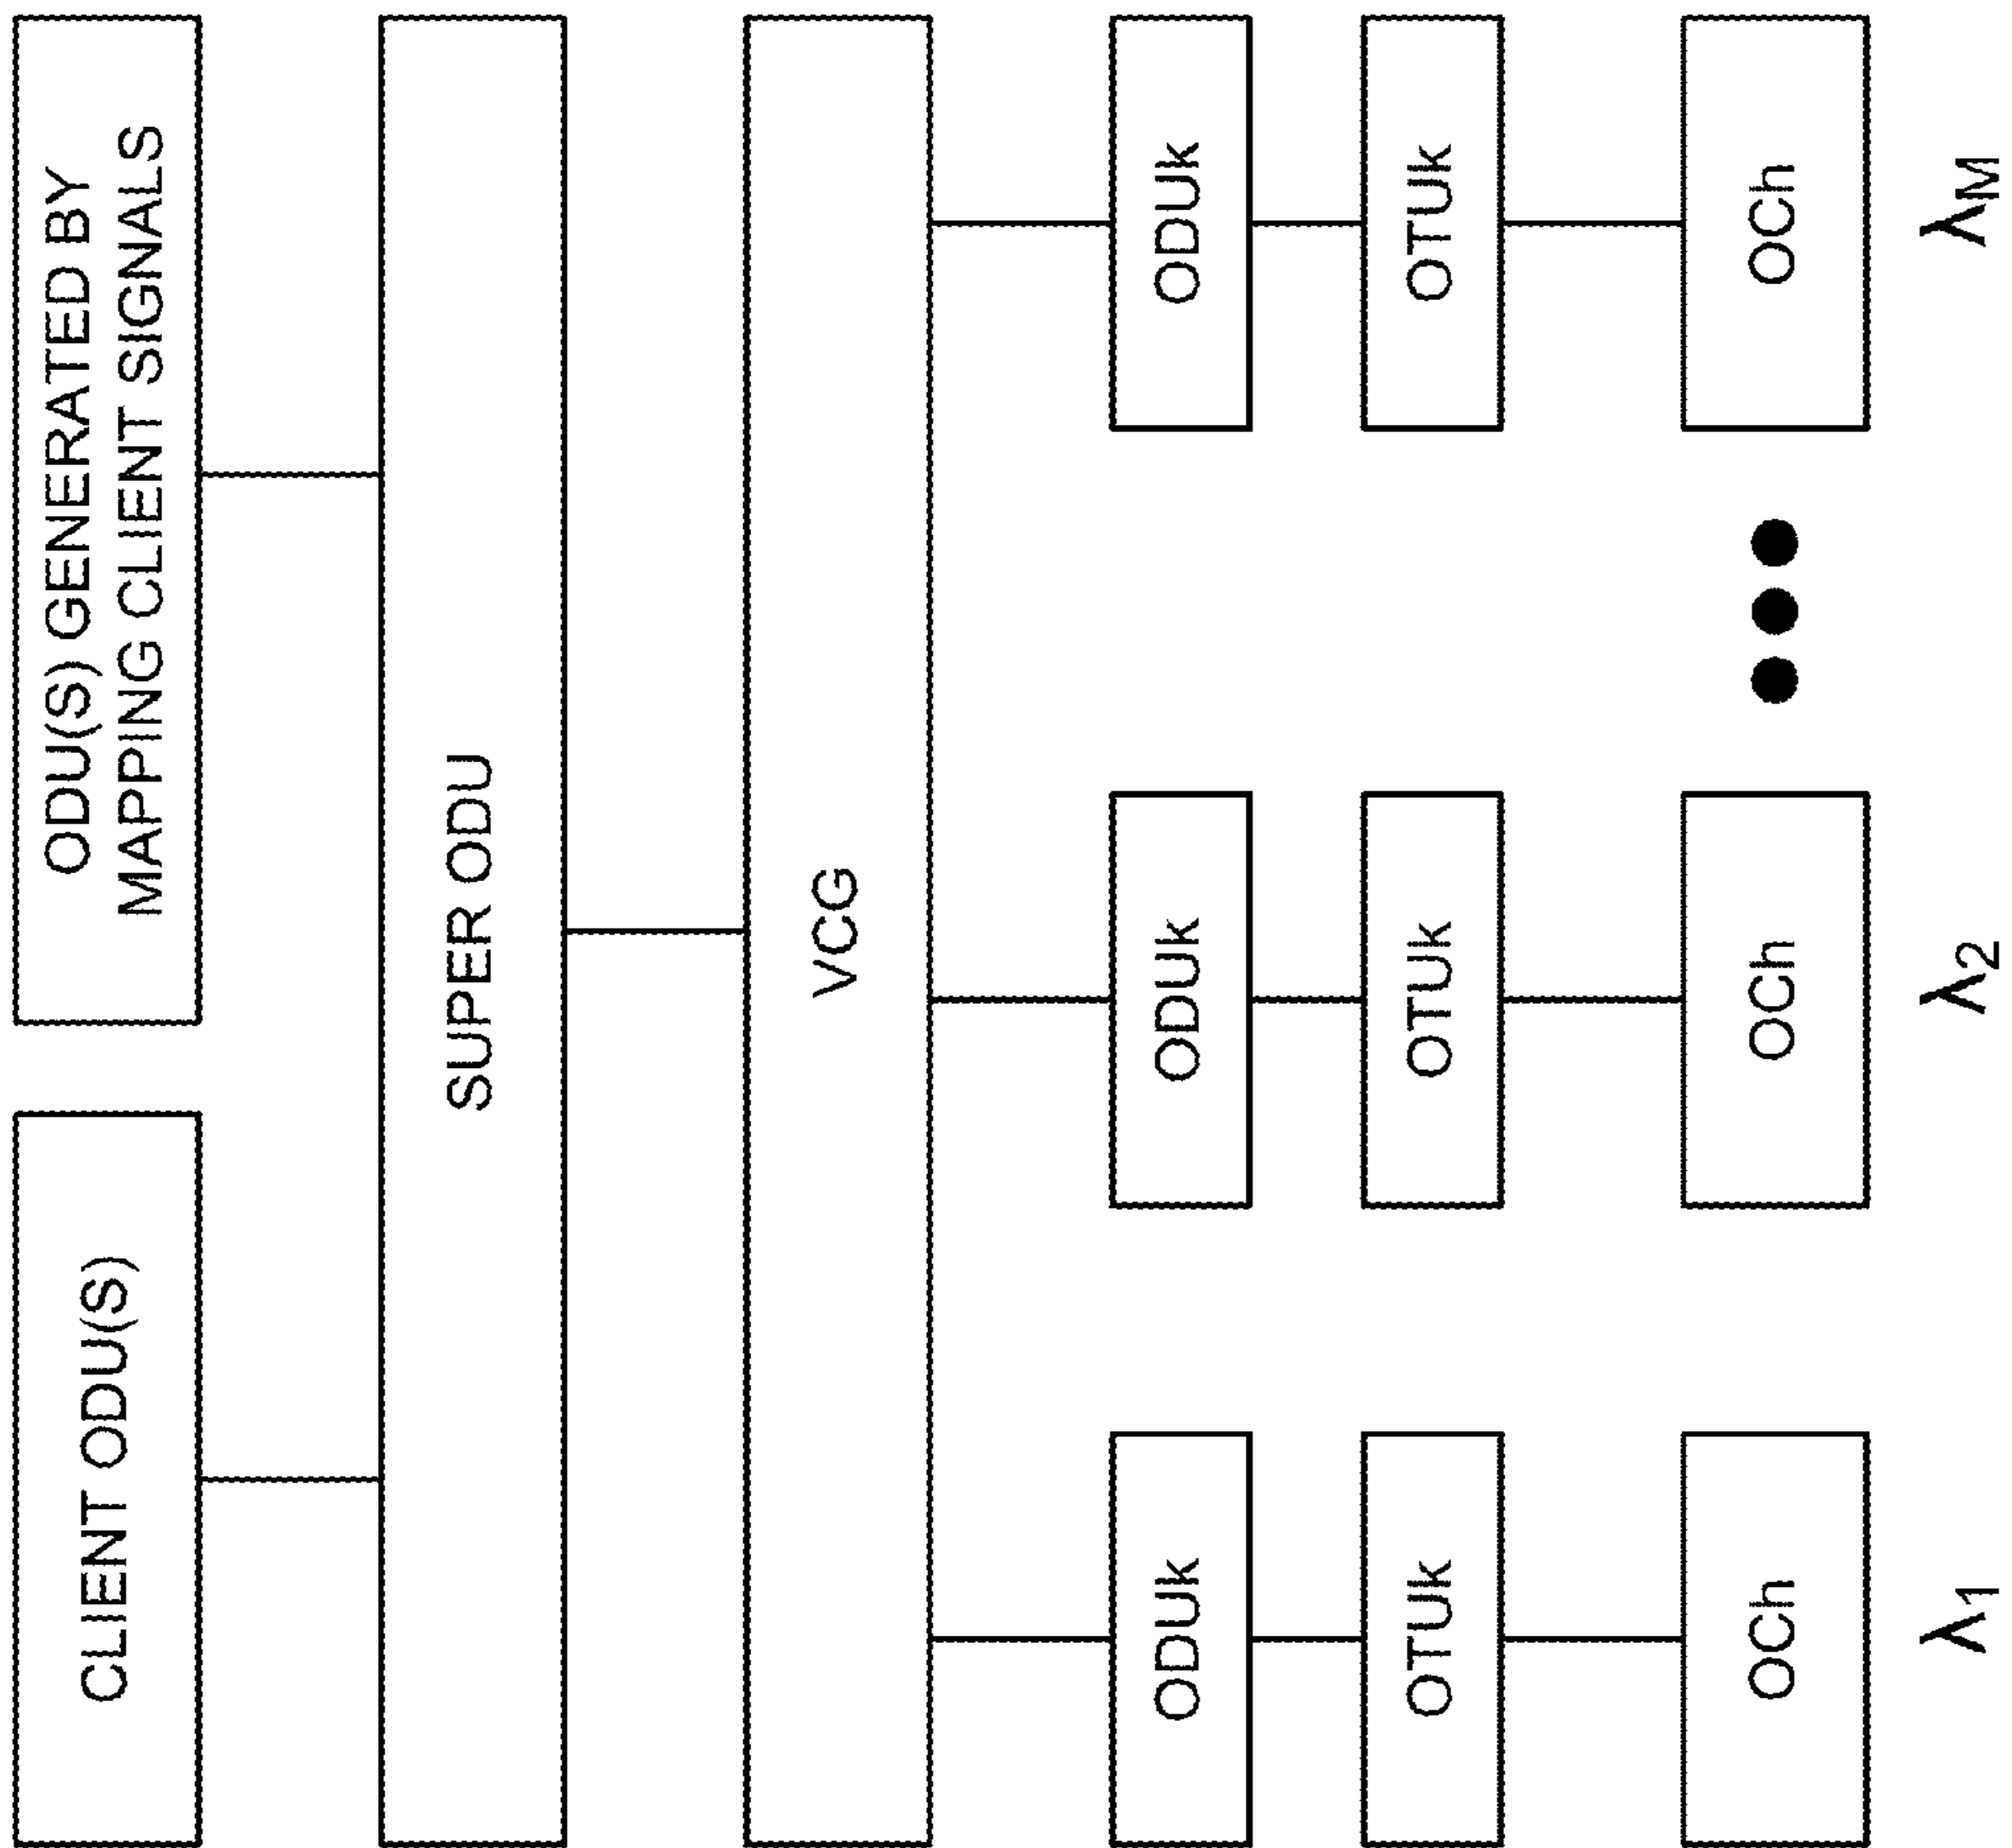 CLIENT ODU(S)
ODU(S) GENERATED BY
MAPPING CLIENT SIGNALS
SUPER ODU
VCG
ODUk
ODUk
ODUk
OTUk
OTUk
OTUk
OCh
OCh
OCh
λ1
λ2
λM